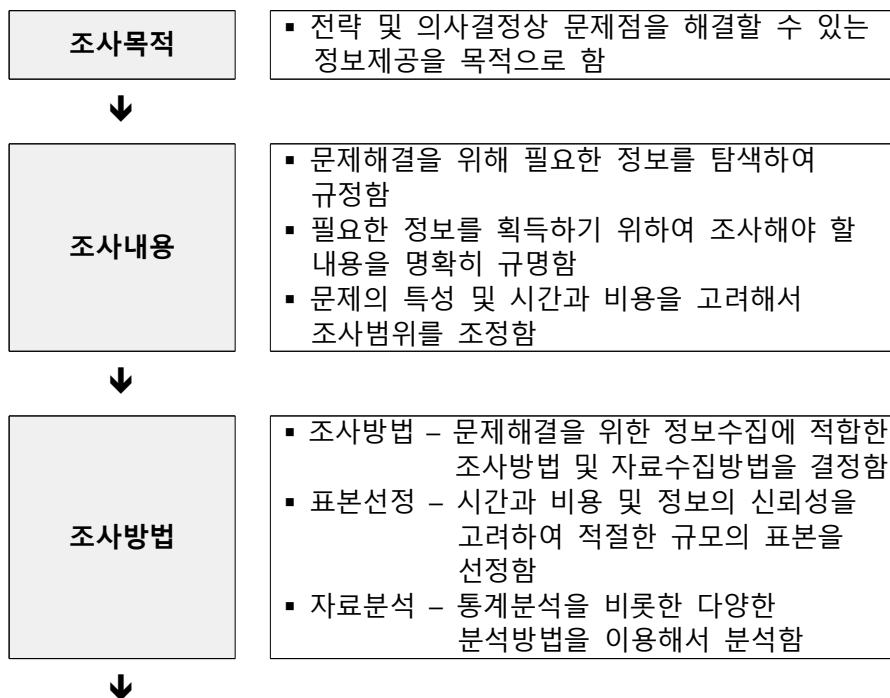 조사목적
▪ 전략 및 의사결정상 문제점을 해결할 수 있는
정보제공을 목적으로 함
조사내용
▪ 문제해결을 위해 필요한 정보를 탐색하여
규정함
▪ 필요한 정보를 획득하기 위하여 조사해야 할
내용을 명확히 규명함
▪ 문제의 특성 및 시간과 비용을 고려해서
조사범위를 조정함
조사방법
▪ 조사방법 – 문제해결을 위한 정보수집에 적합한
조사방법 및 자료수집방법을 결정함
▪ 표본선정 – 시간과 비용 및 정보의 신뢰성을
고려하여 적절한 규모의 표본을
선정함
▪ 자료분석 – 통계분석을 비롯한 다양한
분석방법을 이용해서 분석함